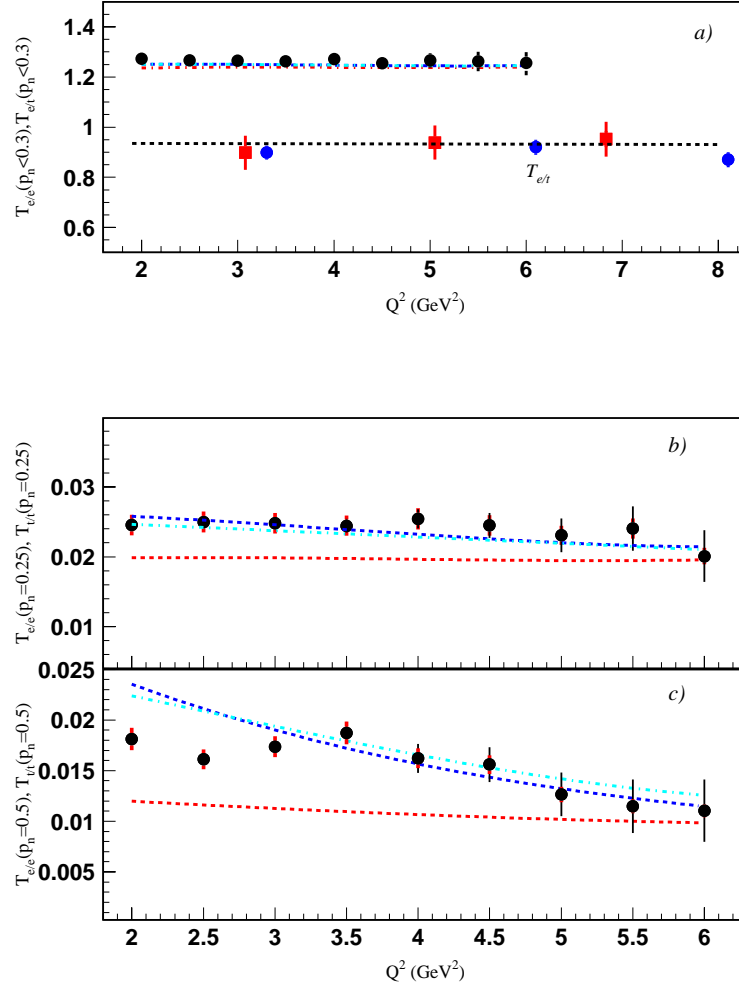 a)
T_{e/e}(p_n<0.3),T_{e/t}(p_n<0.3)
1.4
1.2
1
0.8
0.6
T_{e/t}
2 3 4 5 6 7 8
Q^2 (GeV^2)
b)
T_{e/e}(p_n=0.25), T_{t/t}(p_n=0.25)
0.03
0.02
0.01
c)
T_{e/e}(p_n=0.5), T_{t/t}(p_n=0.5)
0.025
0.02
0.015
0.01
0.005
2 2.5 3 3.5 4 4.5 5 5.5 6
Q^2 (GeV^2)